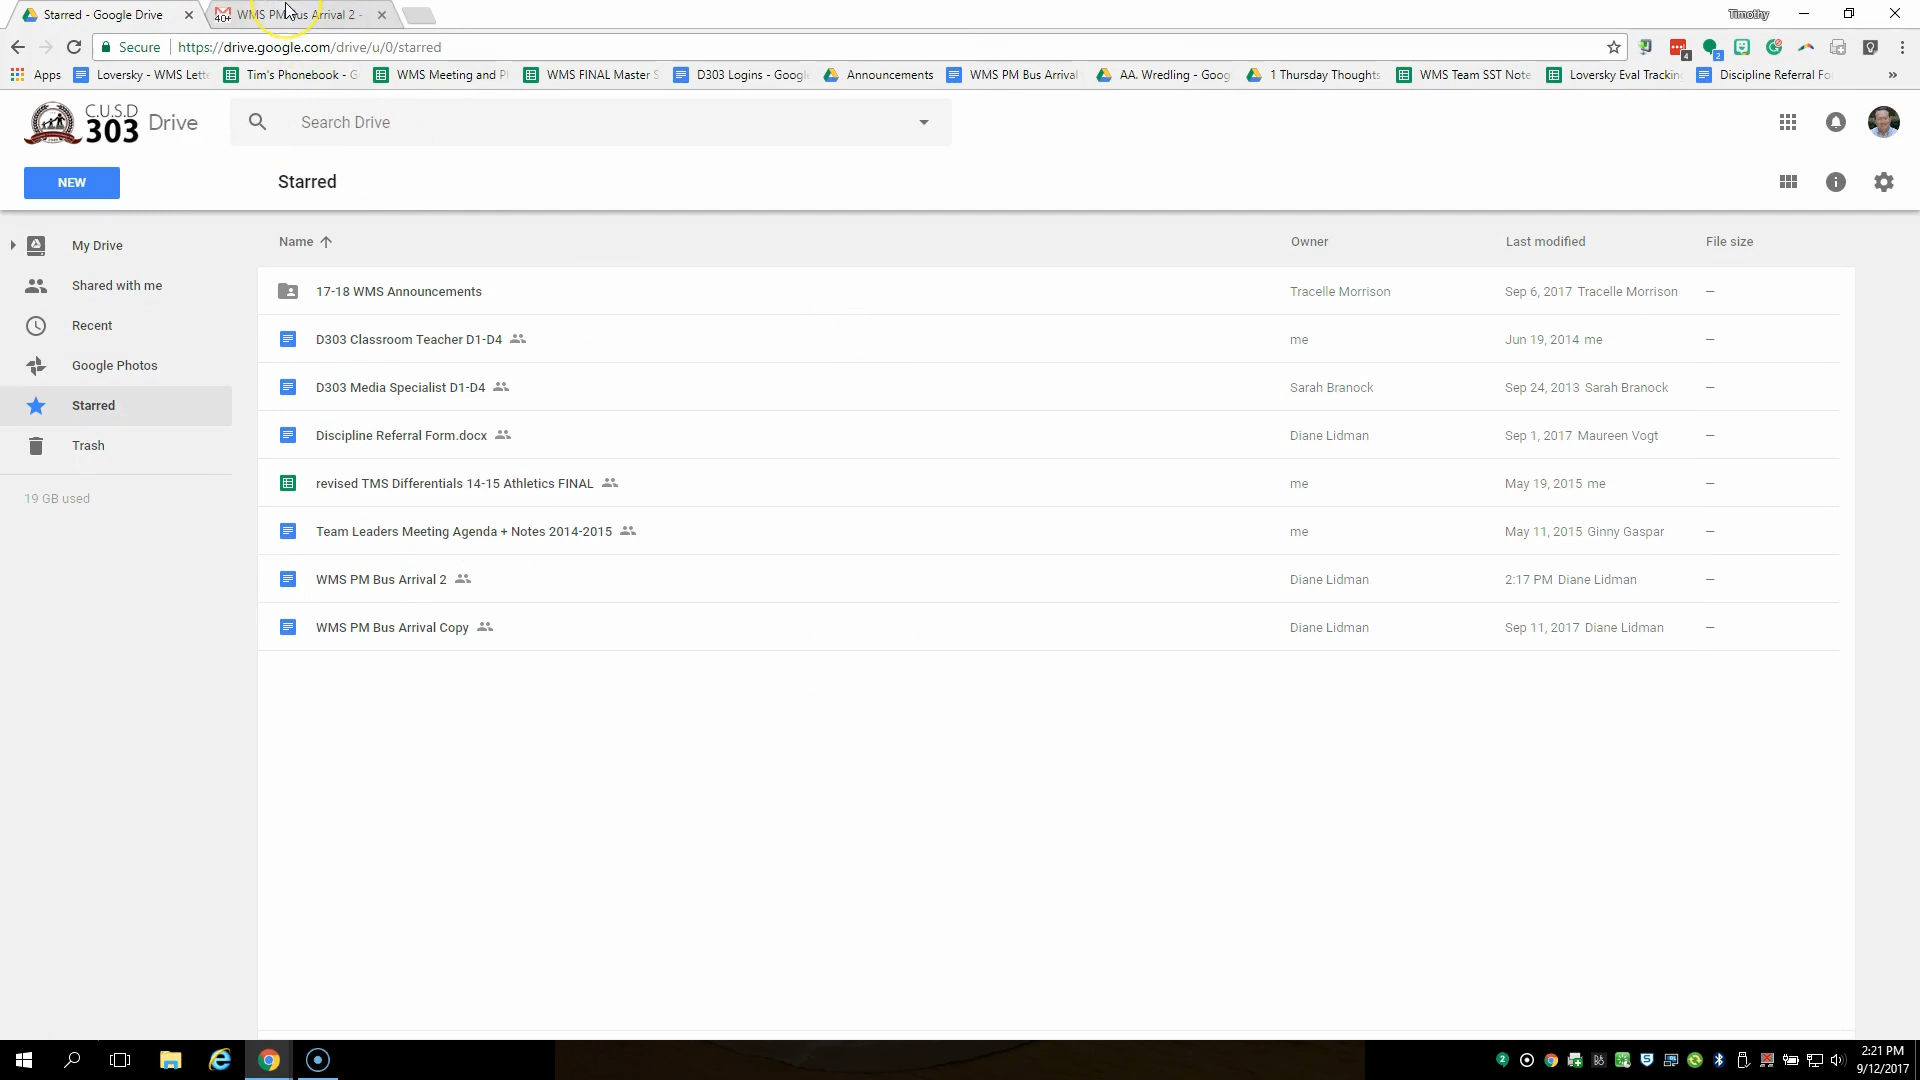 Starred - Google Drive
WMS PM Bus Arrival 2 -
Timothy
Secure https://drive.google.com/drive/u/0/starred
Apps Loversky - WMS Lett Tim's Phonebook - G WMS Meeting and Pl WMS FINAL Master S D303 Logins - Google Announcements WMS PM Bus Arrival AA. Wredling - Goog 1 Thursday Thoughts WMS Team SST Note Loversky Eval Trackin Discipline Referral Fo »
C.U.S.D 303 Drive
Search Drive
NEW
Starred
Name Owner Last modified File size
My Drive
Shared with me
Recent
Google Photos
Starred
Trash
19 GB used
17-18 WMS Announcements Tracelle Morrison Sep 6, 2017 Tracelle Morrison —
D303 Classroom Teacher D1-D4 me Jun 19, 2014 me —
D303 Media Specialist D1-D4 Sarah Branock Sep 24, 2013 Sarah Branock —
Discipline Referral Form.docx Diane Lidman Sep 1, 2017 Maureen Vogt —
revised TMS Differentials 14-15 Athletics FINAL me May 19, 2015 me —
Team Leaders Meeting Agenda + Notes 2014-2015 me May 11, 2015 Ginny Gaspar —
WMS PM Bus Arrival 2 Diane Lidman 2:17 PM Diane Lidman —
WMS PM Bus Arrival Copy Diane Lidman Sep 11, 2017 Diane Lidman —
2:21 PM
9/12/2017